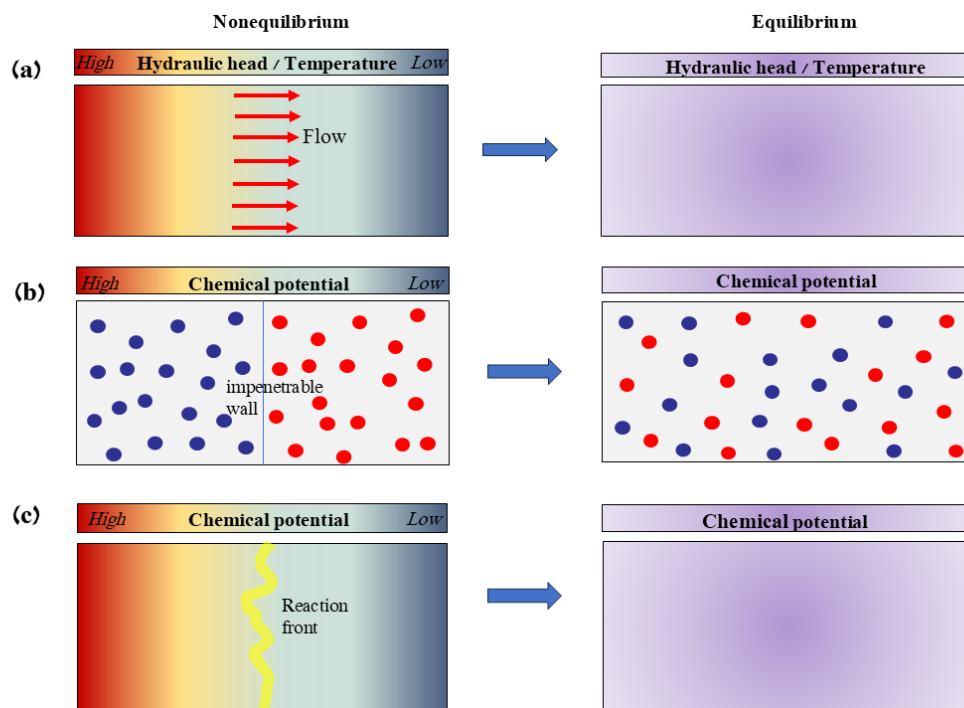 Nonequilibrium Equilibrium
(a) High Hydraulic head / Temperature Low Hydraulic head / Temperature
Flow
(b) High Chemical potential Low Chemical potential
impenetrable
wall
(c) High Chemical potential Low Chemical potential
Reaction
front